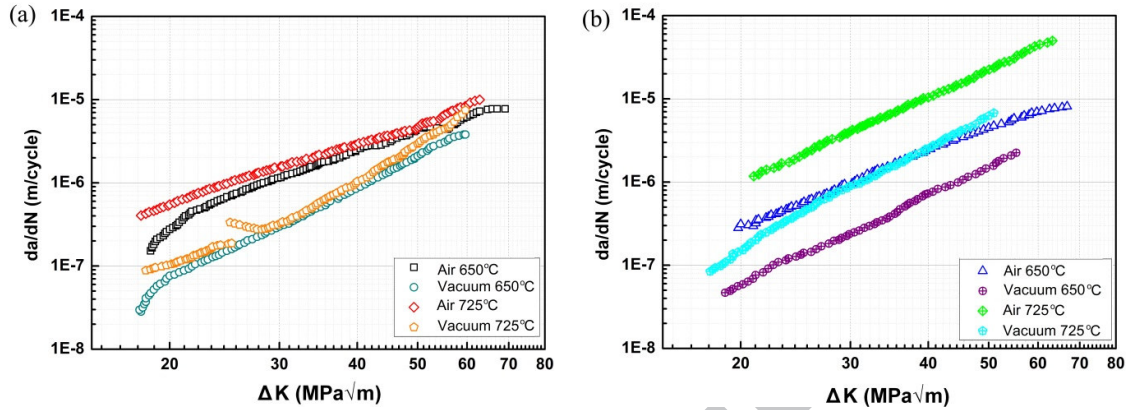 (a)
1E-4
1E-5
1E-6
1E-7
1E-8
da/dN (m/cycle)
Air 650°C
Vacuum 650°C
Air 725°C
Vacuum 725°C
20 30 40 50 60 70 80
ΔK (MPa√m)
(b)
1E-4
1E-5
1E-6
1E-7
1E-8
da/dN (m/cycle)
Air 650°C
Vacuum 650°C
Air 725°C
Vacuum 725°C
20 30 40 50 60 70 80
ΔK (MPa√m)